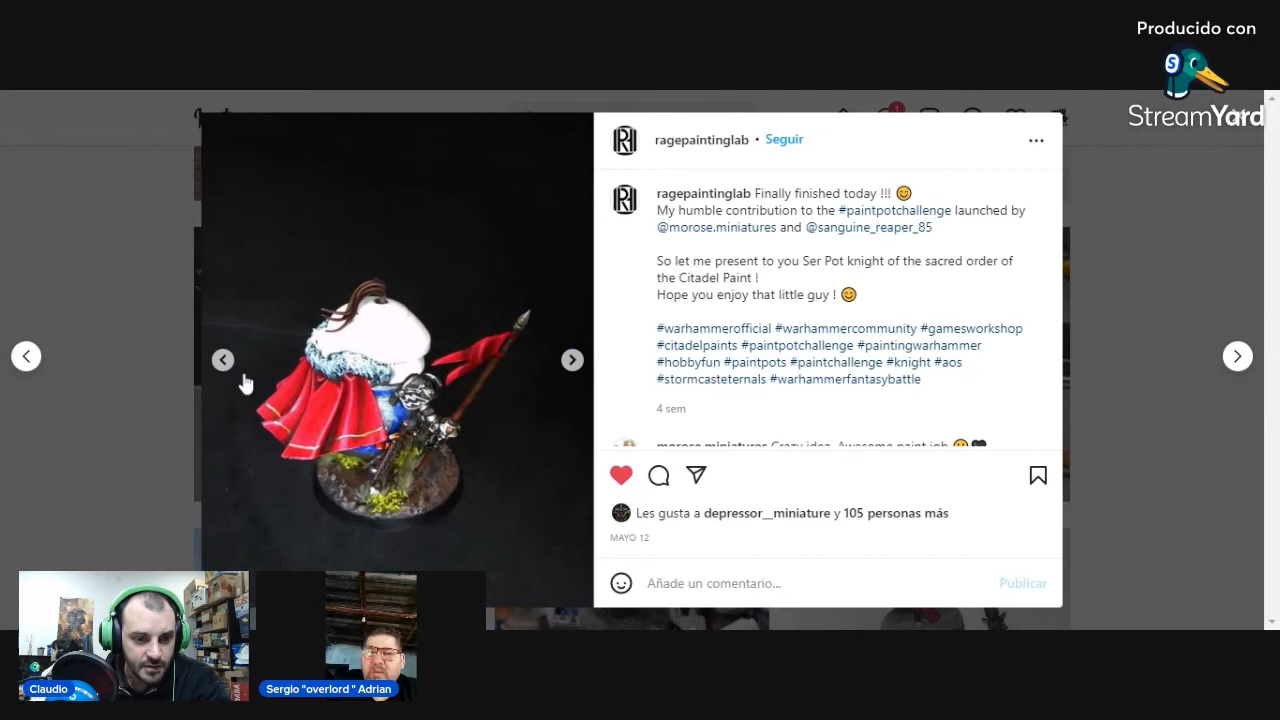 Producido con
StreamYard
1
ragepaintinglab • Seguir
ragepaintinglab Finally finished today !!! 😊
My humble contribution to the #paintpotchallenge launched by
@morose.miniatures and @sanguine_reaper_85
So let me present to you Ser Pot knight of the sacred order of
the Citadel Paint !
Hope you enjoy that little guy ! 😊
#warhammerofficial #warhammercommunity #gamesworkshop
#citadelpaints #paintpotchallenge #paintingwarhammer
#hobbyfun #paintpots #paintchallenge #knight #aos
#stormcasteternals #warhammerfantasybattle
4 sem
morose.miniatures Crazy idea. Awesome paint job
Les gusta a depressor__miniature y 105 personas más
MAYO 12
Añade un comentario...
Publicar
Claudio
Sergio "overlord " Adrian